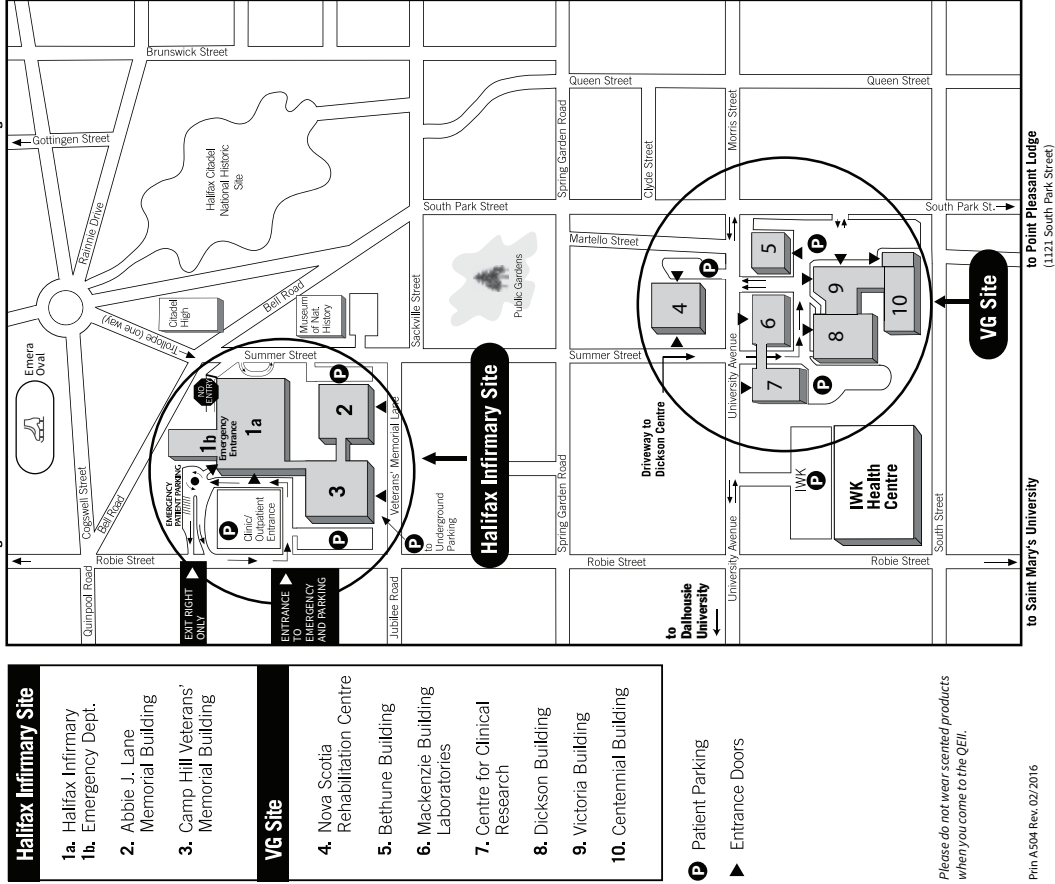 Brunswick Street
Gottingen Street
Rainnie Drive
Halifax Citadel
National Historic
Site
Queen Street
Queen Street
Spring Garden Road
Clyde Street
Morris Street
South Park Street
South Park St.
to Point Pleasant Lodge
(1121 South Park Street)
Martello Street
Public Gardens
Sackville Street
Bell Road
Citadel
High
Museum
of Nat.
History
Trollope (one way)
Emera
Oval
Summer Street
Summer Street
University Avenue
4
P
5
P
6
7
8
9
10
P
VG Site
NO
ENTRY
1b
Emergency
Entrance
1a
2
P
3
EMERGENCY
PATIENT PARKING
P
Clinic/
Outpatient
Entrance
P
Veterans' Memorial Lane
P
to
Underground
Parking
Halifax Infirmary Site
Driveway to
Dickson Centre
IWK
P
IWK
Health
Centre
Cogswell Street
Bell Road
Robie Street
Spring Garden Road
Robie Street
University Avenue
University Avenue
Robie Street
South Street
to Saint Mary's University
Quinpool Road
EXIT RIGHT
ONLY
ENTRANCE
TO
EMERGENCY
AND PARKING
Jubilee Road
to
Dalhousie
University
Halifax Infirmary Site
1a. Halifax Infirmary
1b. Emergency Dept.
2. Abbie J. Lane
Memorial Building
3. Camp Hill Veterans'
Memorial Building
VG Site
4. Nova Scotia
Rehabilitation Centre
5. Bethune Building
6. Mackenzie Building
Laboratories
7. Centre for Clinical
Research
8. Dickson Building
9. Victoria Building
10. Centennial Building
P Patient Parking
Entrance Doors
Please do not wear scented products
when you come to the QEII.
Prin A504 Rev. 02/2016